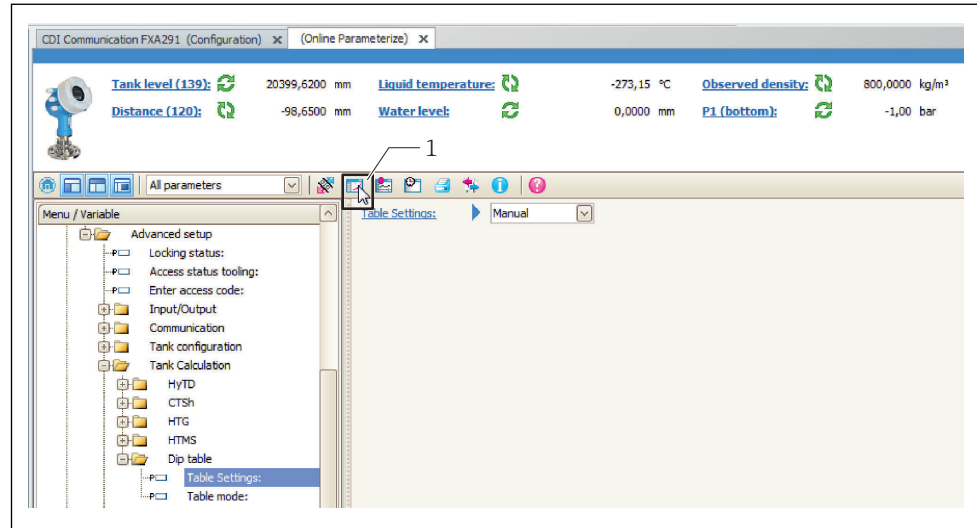 CDI Communication FXA291 (Configuration) x (Online Parameterize) x
Tank level (139): 20399,6200 mm Liquid temperature: -273,15 °C Observed density: 800,0000 kg/m³
Distance (120): -98,6500 mm Water level: 0,0000 mm P1 (bottom): -1,00 bar
1
All parameters
Menu / Variable
Table Settings: Manual
Advanced setup
Locking status:
Access status tooling:
Enter access code:
Input/Output
Communication
Tank configuration
Tank Calculation
HyTD
CTSh
HTG
HTMS
Dip table
Table Settings:
Table mode: